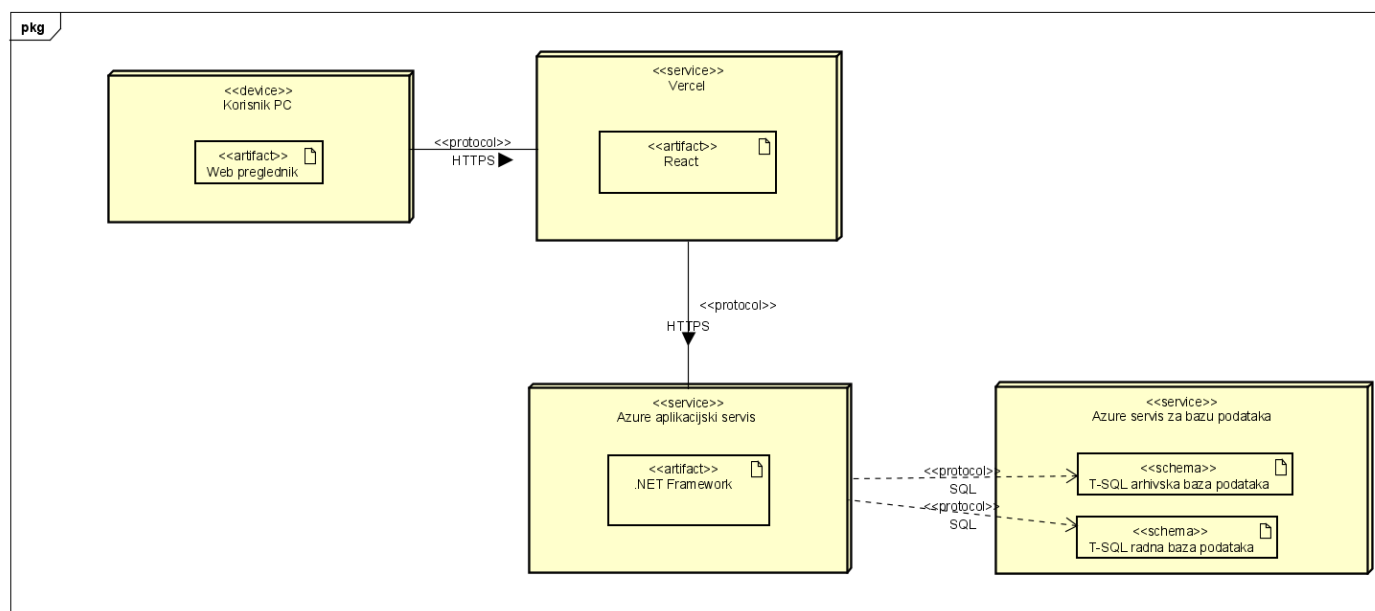 pkg
<<device>>
Korisnik PC
<<artifact>>
Web preglednik
<<protocol>>
HTTPS
<<service>>
Vercel
<<artifact>>
React
<<protocol>>
HTTPS
<<service>>
Azure aplikacijski servis
<<artifact>>
.NET Framework
<<protocol>>
SQL
<<protocol>>
SQL
<<service>>
Azure servis za bazu podataka
<<schema>>
T-SQL arhivska baza podataka
<<schema>>
T-SQL radna baza podataka